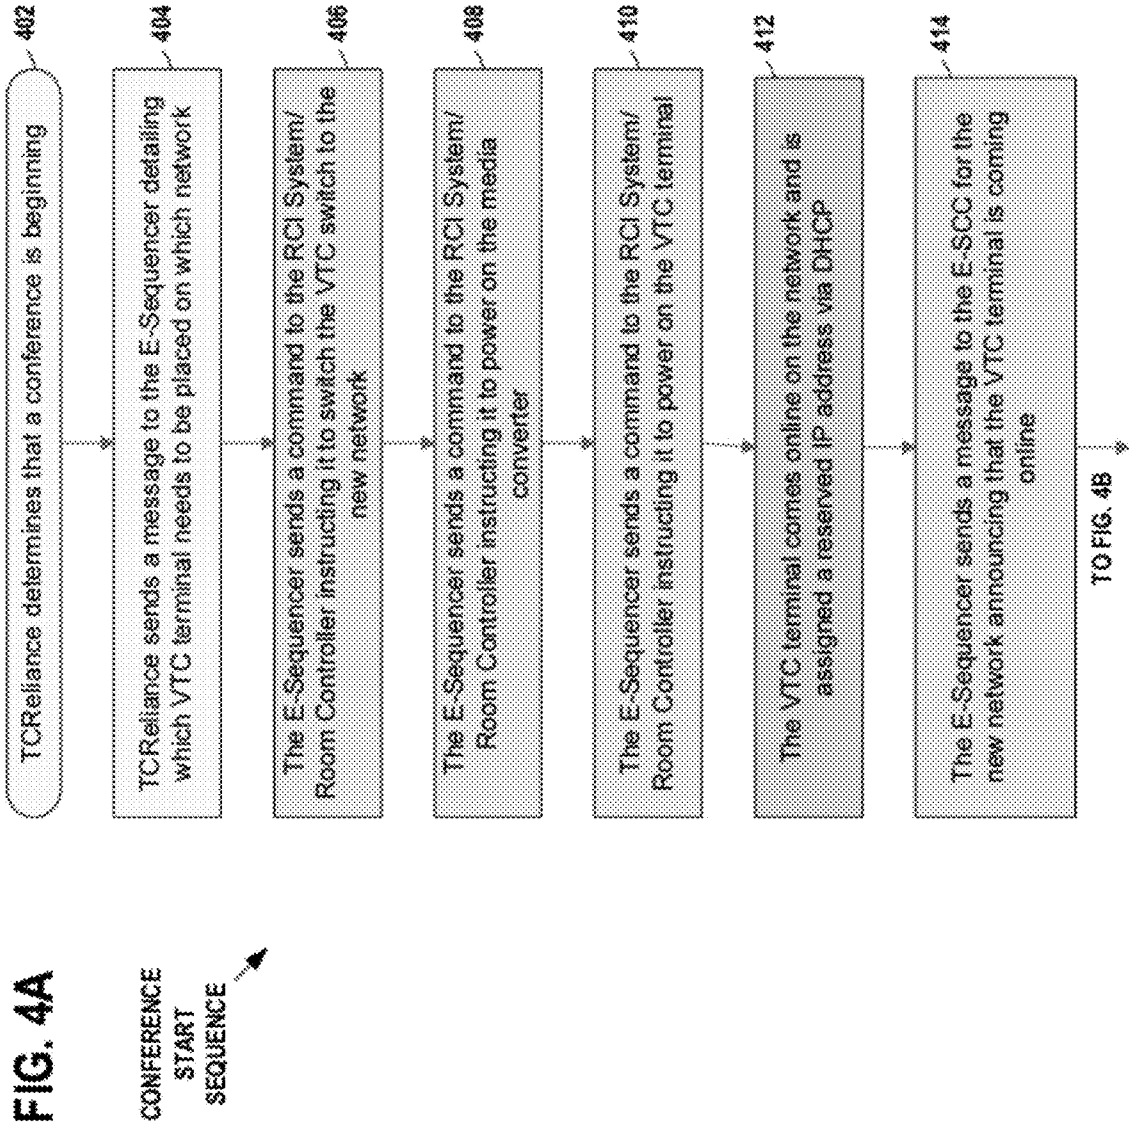 FIG. 4A
CONFERENCE
START
SEQUENCE
402
TCReliance determines that a conference is beginning
404
TCReliance sends a message to the E-Sequencer detailing
which VTC terminal needs to be placed on which network
406
The E-Sequencer sends a command to the RCI System/
Room Controller instructing it to switch the VTC switch to the
new network
408
The E-Sequencer sends a command to the RCI System/
Room Controller instructing it to power on the media
converter
410
The E-Sequencer sends a command to the RCI System/
Room Controller instructing it to power on the VTC terminal
412
The VTC terminal comes online on the network and is
assigned a reserved IP address via DHCP
414
The E-Sequencer sends a message to the E-SCC for the
new network announcing that the VTC terminal is coming
online
TO FIG. 4B